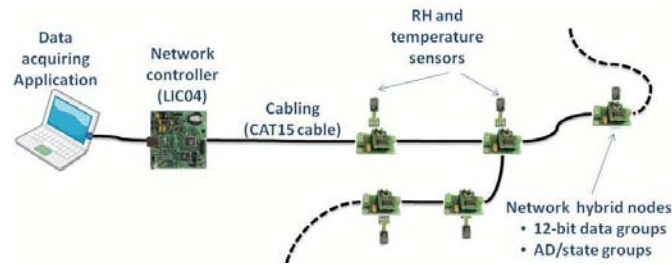 Data
acquiring
Application
Network
controller
(LIC04)
Cabling
(CAT15 cable)
RH and
temperature
sensors
Network hybrid nodes
• 12-bit data groups
• AD/state groups